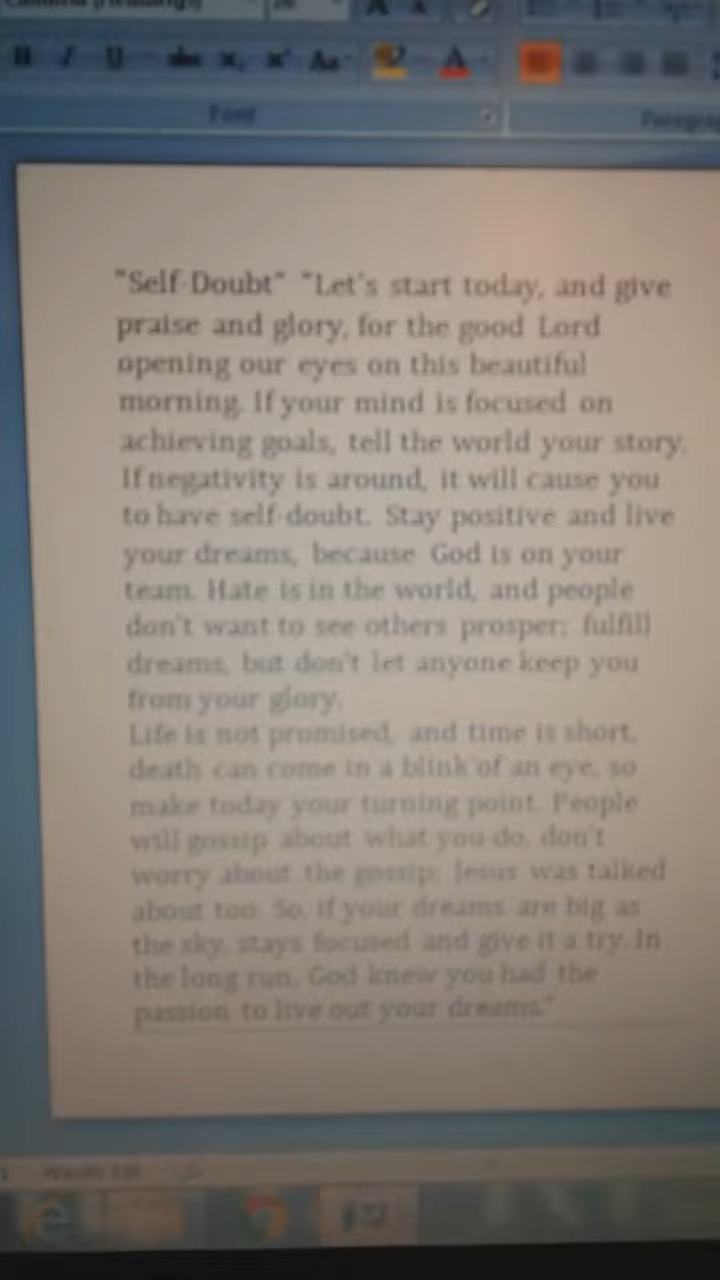 Font
Paragrap
"Self-Doubt" "Let's start today, and give
praise and glory, for the good Lord
opening our eyes on this beautiful
morning. If your mind is focused on
achieving goals, tell the world your story.
If negativity is around, it will cause you
to have self-doubt. Stay positive and live
your dreams, because God is on your
team. Hate is in the world, and people
don't want to see others prosper; fulfill
dreams, but don't let anyone keep you
from your glory.
Life is not promised, and time is short,
death can come in a blink of an eye, so
make today your turning point. People
will gossip about what you do, don't
worry about the gossip; Jesus was talked
about too. So, if your dreams are big as
the sky, stays focused and give it a try. In
the long run, God knew you had the
passion to live out your dreams."